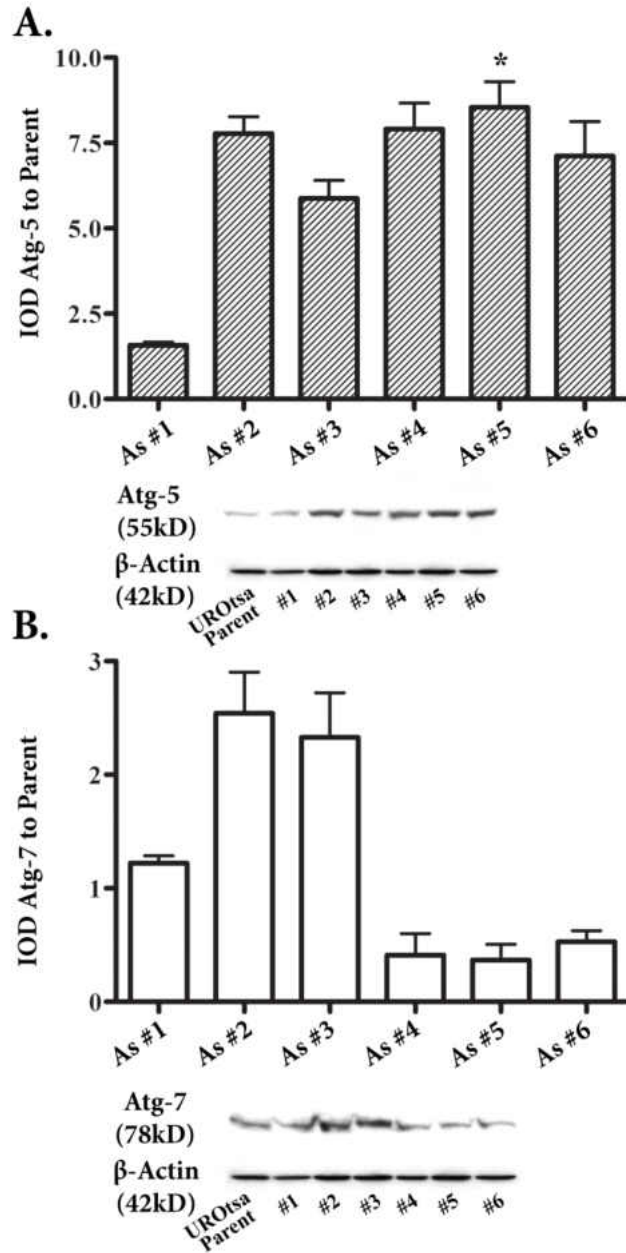 A.
10.0
*
7.5
5.0
2.5
0.0
IOD Atg-5 to Parent
As #1 As #2 As #3 As #4 As #5 As #6
Atg-5
(55kD)
β-Actin
(42kD)
UROtsa
Parent
#1 #2 #3 #4 #5 #6
B.
3
2
1
0
IOD Atg-7 to Parent
As #1 As #2 As #3 As #4 As #5 As #6
Atg-7
(78kD)
β-Actin
(42kD)
UROtsa
Parent
#1 #2 #3 #4 #5 #6